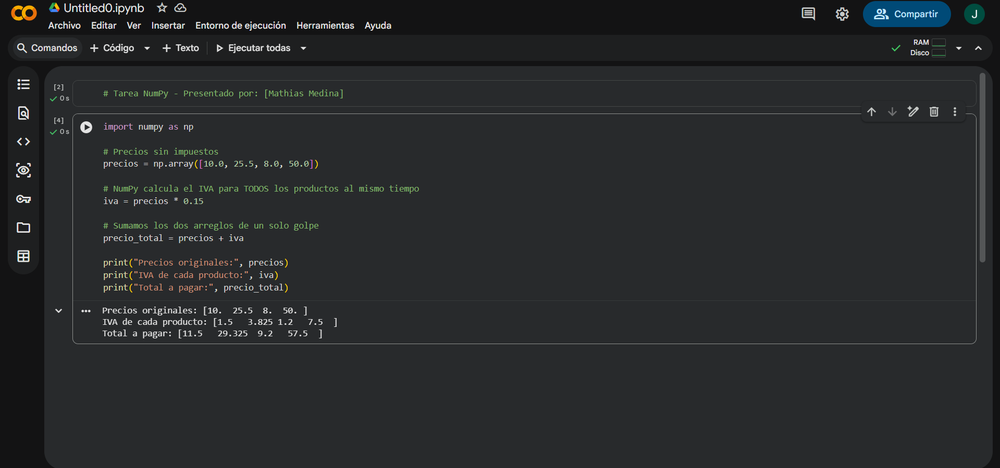 Untitled0.ipynb
Archivo Editar Ver Insertar Entorno de ejecución Herramientas Ayuda
Compartir
J
Comandos + Código + Texto Ejecutar todas
RAM
Disco
[2]
0 s
# Tarea NumPy - Presentado por: [Mathias Medina]
[4]
0 s
import numpy as np
# Precios sin impuestos
precios = np.array([10.0, 25.5, 8.0, 50.0])
# NumPy calcula el IVA para TODOS los productos al mismo tiempo
iva = precios * 0.15
# Sumamos los dos arreglos de un solo golpe
precio_total = precios + iva
print("Precios originales:", precios)
print("IVA de cada producto:", iva)
print("Total a pagar:", precio_total)
Precios originales: [10.  25.5  8.  50. ]
IVA de cada producto: [1.5   3.825 1.2   7.5  ]
Total a pagar: [11.5   29.325  9.2   57.5  ]